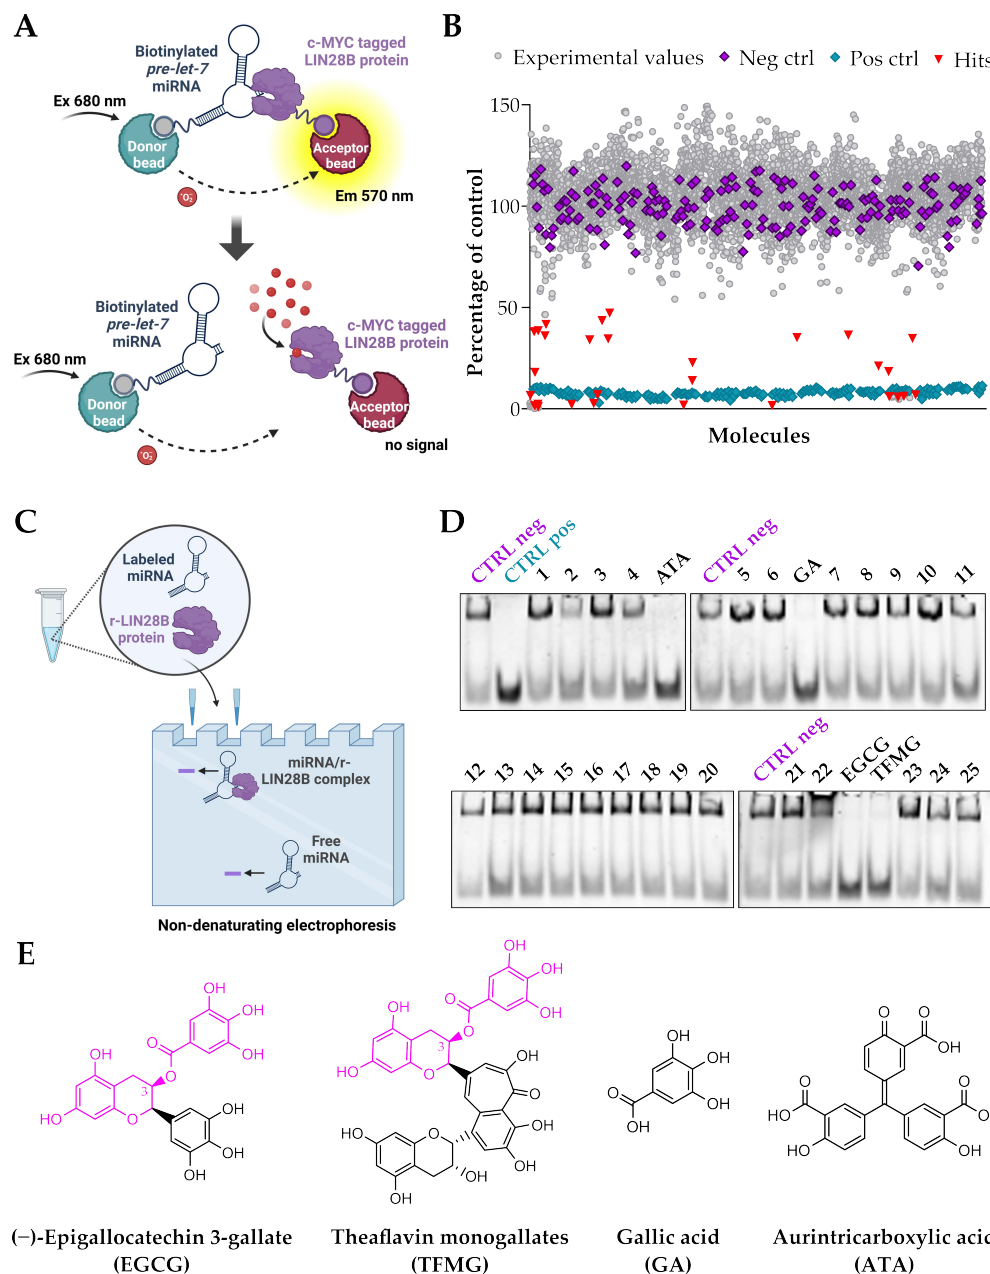 A
Biotinylated
pre-let-7
miRNA
c-MYC tagged
LIN28B protein
Ex 680 nm
Donor
bead
Acceptor
bead
Em 570 nm
Biotinylated
pre-let-7
miRNA
c-MYC tagged
LIN28B protein
Ex 680 nm
Donor
bead
Acceptor
bead
no signal
B
Experimental values Neg ctrl Pos ctrl Hits
Percentage of control
150
100
50
0
Molecules
C
Labeled
miRNA
r-LIN28B
protein
miRNA/r-
LIN28B complex
Free
miRNA
Non-denaturating electrophoresis
D
CTRL neg CTRL pos 1 2 3 4 ATA
CTRL neg 5 6 GA 7 8 9 10 11
12 13 14 15 16 17 18 19 20
CTRL neg 21 22 EGCG TFMG 23 24 25
E
OH
OH
OH
O
O
OH
3
HO
O
OH
OH
OH
(−)-Epigallocatechin 3-gallate
(EGCG)
OH
OH
OH
O
O
OH
3
HO
O
OH
O
HO
O
OH
OH
OH
OH
Theaflavin monogallates
(TFMG)
OH
OH
OH
O
OH
Gallic acid
(GA)
O
O
OH
O
HO
HO
O
OH
Aurintricarboxylic acid
(ATA)